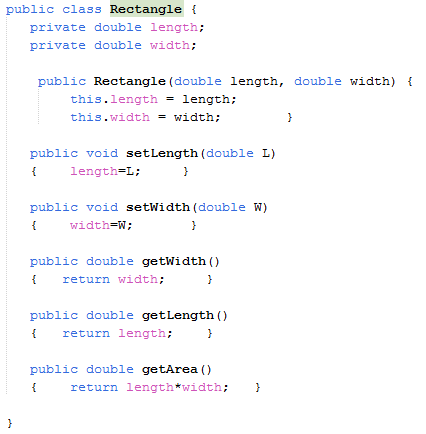 public class Rectangle {
private double length;
private double width;
public Rectangle(double length, double width) {
this.length = length;
this.width = width; }
public void setLength(double L)
{ length=L; }
public void setWidth(double W)
{ width=W; }
public double getWidth()
{ return width; }
public double getLength()
{ return length; }
public double getArea()
{ return length*width; }
}